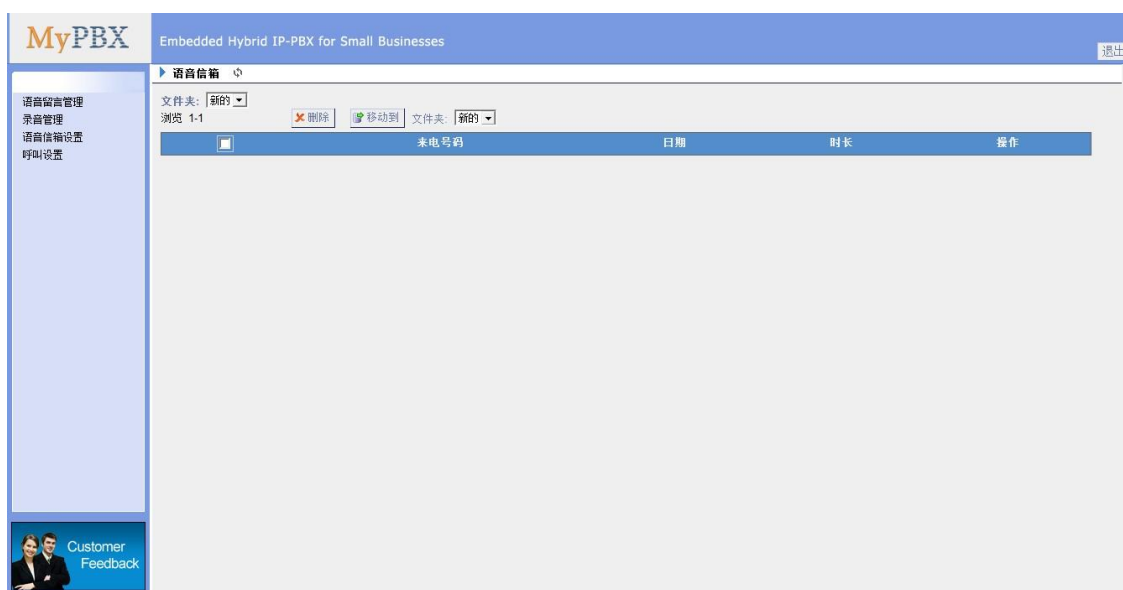 MyPBX
Embedded Hybrid IP-PBX for Small Businesses
退出
语音留言管理
录音管理
语音信箱设置
呼叫设置
语音信箱
文件夹: 新的
浏览 1-1 删除 移动到 文件夹: 新的
来电号码 日期 时长 操作
Customer
Feedback